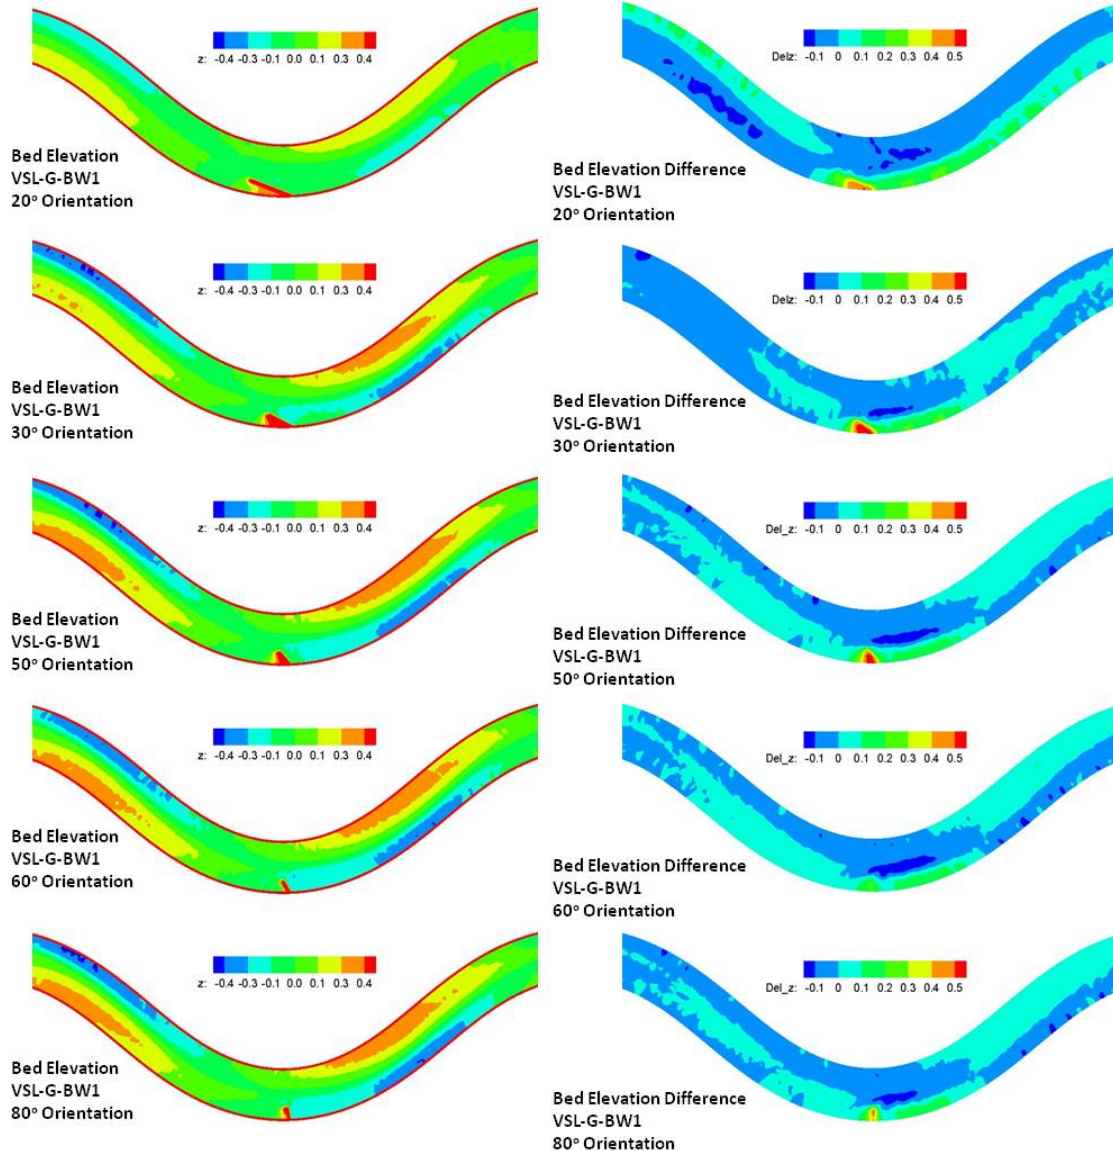 z: -0.4 -0.3 -0.1 0.0 0.1 0.3 0.4
Bed Elevation
VSL-G-BW1
20° Orientation
Delz: -0.1 0 0.1 0.2 0.3 0.4 0.5
Bed Elevation Difference
VSL-G-BW1
20° Orientation
z: -0.4 -0.3 -0.1 0.0 0.1 0.3 0.4
Bed Elevation
VSL-G-BW1
30° Orientation
Delz: -0.1 0 0.1 0.2 0.3 0.4 0.5
Bed Elevation Difference
VSL-G-BW1
30° Orientation
z: -0.4 -0.3 -0.1 0.0 0.1 0.3 0.4
Bed Elevation
VSL-G-BW1
50° Orientation
Del_z: -0.1 0 0.1 0.2 0.3 0.4 0.5
Bed Elevation Difference
VSL-G-BW1
50° Orientation
z: -0.4 -0.3 -0.1 0.0 0.1 0.3 0.4
Bed Elevation
VSL-G-BW1
60° Orientation
Del_z: -0.1 0 0.1 0.2 0.3 0.4 0.5
Bed Elevation Difference
VSL-G-BW1
60° Orientation
z: -0.4 -0.3 -0.1 0.0 0.1 0.3 0.4
Bed Elevation
VSL-G-BW1
80° Orientation
Del_z: -0.1 0 0.1 0.2 0.3 0.4 0.5
Bed Elevation Difference
VSL-G-BW1
80° Orientation